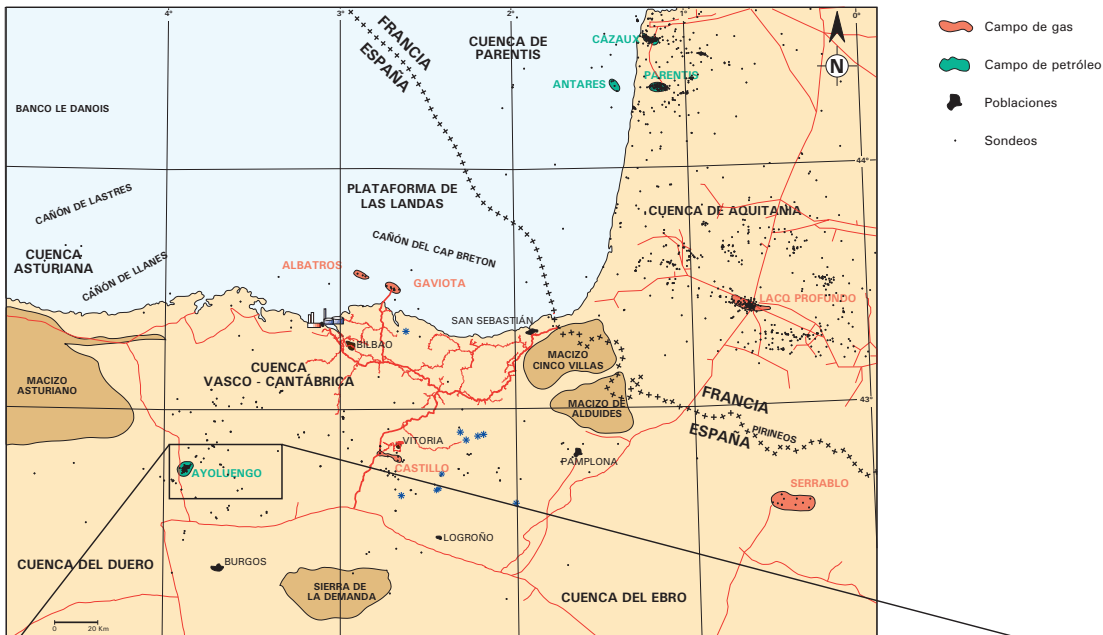 4°
3°
2°
1°
0°
FRANCIA
ESPAÑA
CUENCA DE
PARENTIS
CAZAUX
ANTARES
PARENTIS
N
BANCO LE DANOIS
44°
CAÑÓN DE LASTRES
PLATAFORMA DE
LAS LANDAS
CUENCA DE AQUITANIA
CUENCA
ASTURIANA
CAÑÓN DE LLANES
CAÑÓN DEL CAP BRETON
ALBATROS
GAVIOTA
LACQ PROFUNDO
SAN SEBASTIÁN
BILBAO
MACIZO
CINCO VILLAS
CUENCA
VASCO - CANTÁBRICA
MACIZO
ASTURIANO
MACIZO DE
ALDUIDES
FRANCIA
43°
ESPAÑA
PIRINEOS
VITORIA
CASTILLO
PAMPLONA
AYOLUENGO
SERRABLO
LOGROÑO
CUENCA DEL DUERO
BURGOS
SIERRA DE
LA DEMANDA
CUENCA DEL EBRO
0 20 Km
Campo de gas
Campo de petróleo
Poblaciones
Sondeos